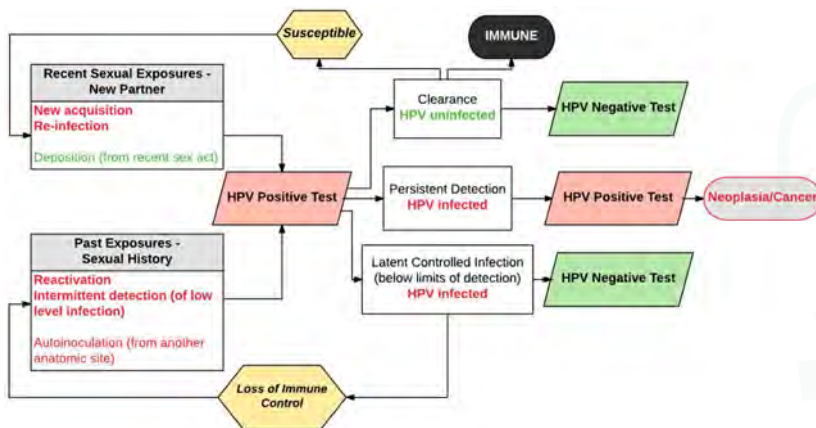 Susceptible
IMMUNE
Recent Sexual Exposures -
New Partner
New acquisition
Re-infection
Deposition (from recent sex act)
Clearance
HPV uninfected
HPV Negative Test
HPV Positive Test
Persistent Detection
HPV infected
HPV Positive Test
Neoplasia/Cancer
Past Exposures -
Sexual History
Reactivation
Intermittent detection (of low
level infection)
Autoinoculation (from another
anatomic site)
Latent Controlled Infection
(below limits of detection)
HPV infected
HPV Negative Test
Loss of Immune
Control